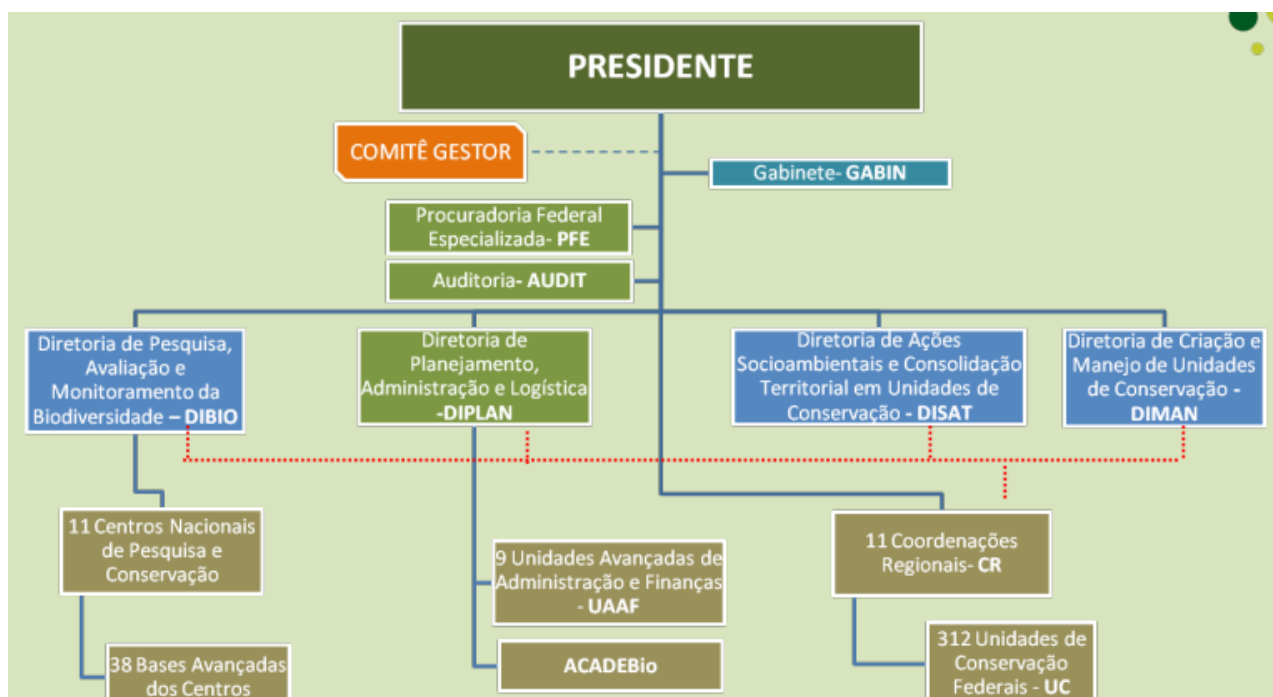 PRESIDENTE
COMITÊ GESTOR
Gabinete- GABIN
Procuradoria Federal
Especializada- PFE
Auditoria- AUDIT
Diretoria de Pesquisa,
Avaliação e
Monitoramento da
Biodiversidade – DIBIO
Diretoria de
Planejamento,
Administração e Logística
-DIPLAN
Diretoria de Ações
Socioambientais e Consolidação
Territorial em Unidades de
Conservação - DISAT
Diretoria de Criação e
Manejo de Unidades
de Conservação -
DIMAN
11 Centros Nacionais
de Pesquisa e
Conservação
9 Unidades Avançadas de
Administração e Finanças
- UAAF
11 Coordenações
Regionais- CR
38 Bases Avançadas
dos Centros
ACADEBio
312 Unidades de
Conservação
Federais - UC